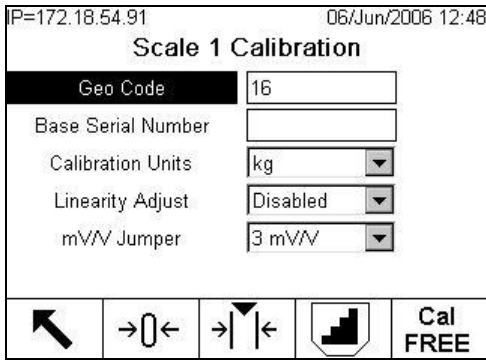 IP=172.18.54.91 06/Jun/2006 12:48
Scale 1 Calibration
Geo Code 16
Base Serial Number
Calibration Units kg
Linearity Adjust Disabled
mV/V Jumper 3 mV/V
→0← →| |← Cal
FREE